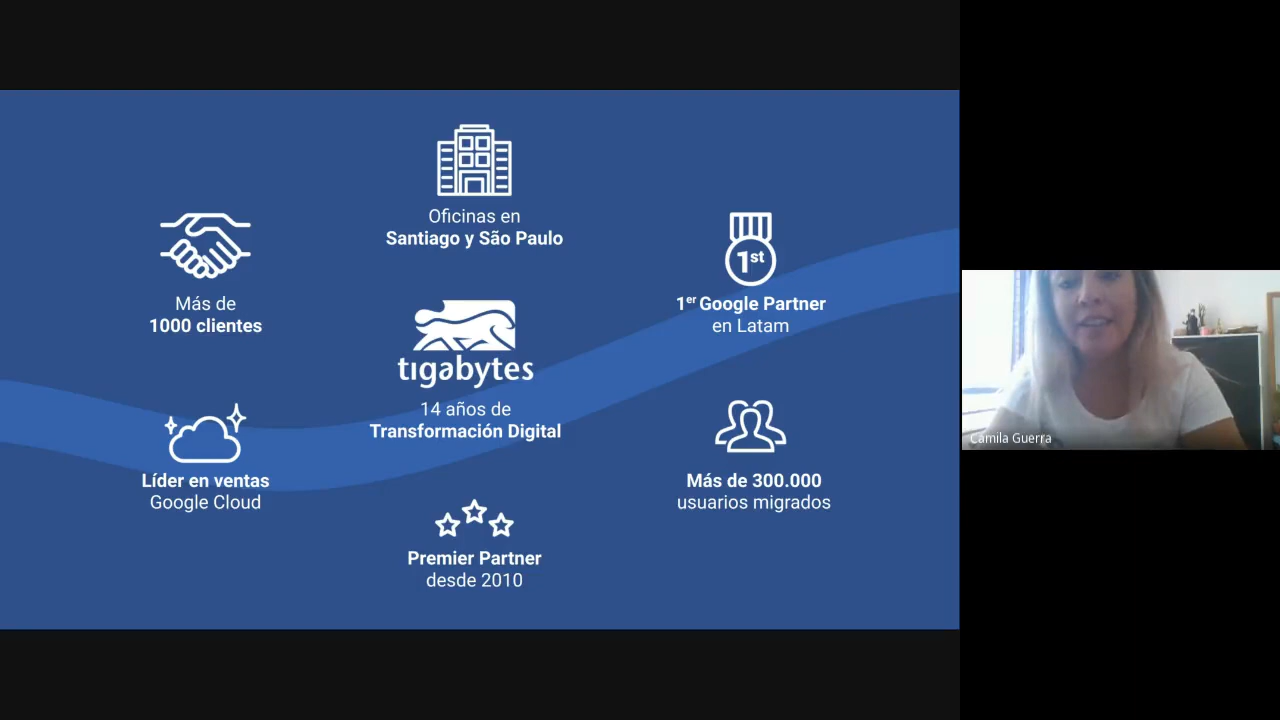 Oficinas en
Santiago y São Paulo
Más de
1000 clientes
1st
1er Google Partner
en Latam
tigabytes
14 años de
Transformación Digital
Líder en ventas
Google Cloud
Más de 300.000
usuarios migrados
Premier Partner
desde 2010
Camila Guerra